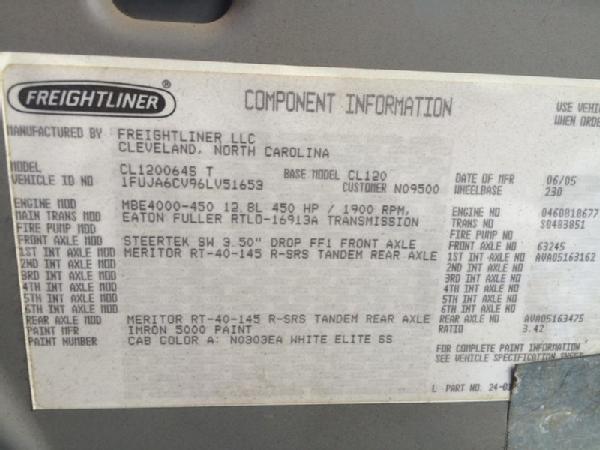 FREIGHTLINER
COMPONENT INFORMATION
USE VEHI
WHEN ORDE
MANUFACTURED BY FREIGHTLINER LLC
CLEVELAND, NORTH CAROLINA
MODEL CL120064S T BASE MODEL CL120 DATE OF MFR 06/05
VEHICLE ID NO 1FUJA6CV96LV51653 CUSTOMER NO9500 WHEELBASE 230
ENGINE MOD MBE4000-450 12.8L 450 HP / 1900 RPM, ENGINE NO 0460818677
MAIN TRANS MOD EATON FULLER RTLO-16913A TRANSMISSION TRANS NO S0483851
FIRE PUMP MOD FIRE PUMP NO
FRONT AXLE MOD STEERTEK SW 3.50" DROP FF1 FRONT AXLE FRONT AXLE NO 63245
1ST INT AXLE MOD MERITOR RT-40-145 R-SRS TANDEM REAR AXLE 1ST INT AXLE NO AVA05163162
2ND INT AXLE MOD 2ND INT AXLE NO
3RD INT AXLE MOD 3RD INT AXLE NO
4TH INT AXLE MOD 4TH INT AXLE NO
5TH INT AXLE MOD 5TH INT AXLE NO
6TH INT AXLE MOD 6TH INT AXLE NO
REAR AXLE MOD MERITOR RT-40-145 R-SRS TANDEM REAR AXLE REAR AXLE NO AVA05163475
PAINT MFR IMRON 5000 PAINT RATIO 3.42
PAINT NUMBER CAB COLOR A: N0303EA WHITE ELITE SS
FOR COMPLETE PAINT INFORMATION
SEE VEHICLE SPECIFICATION
L PART NO. 24-0